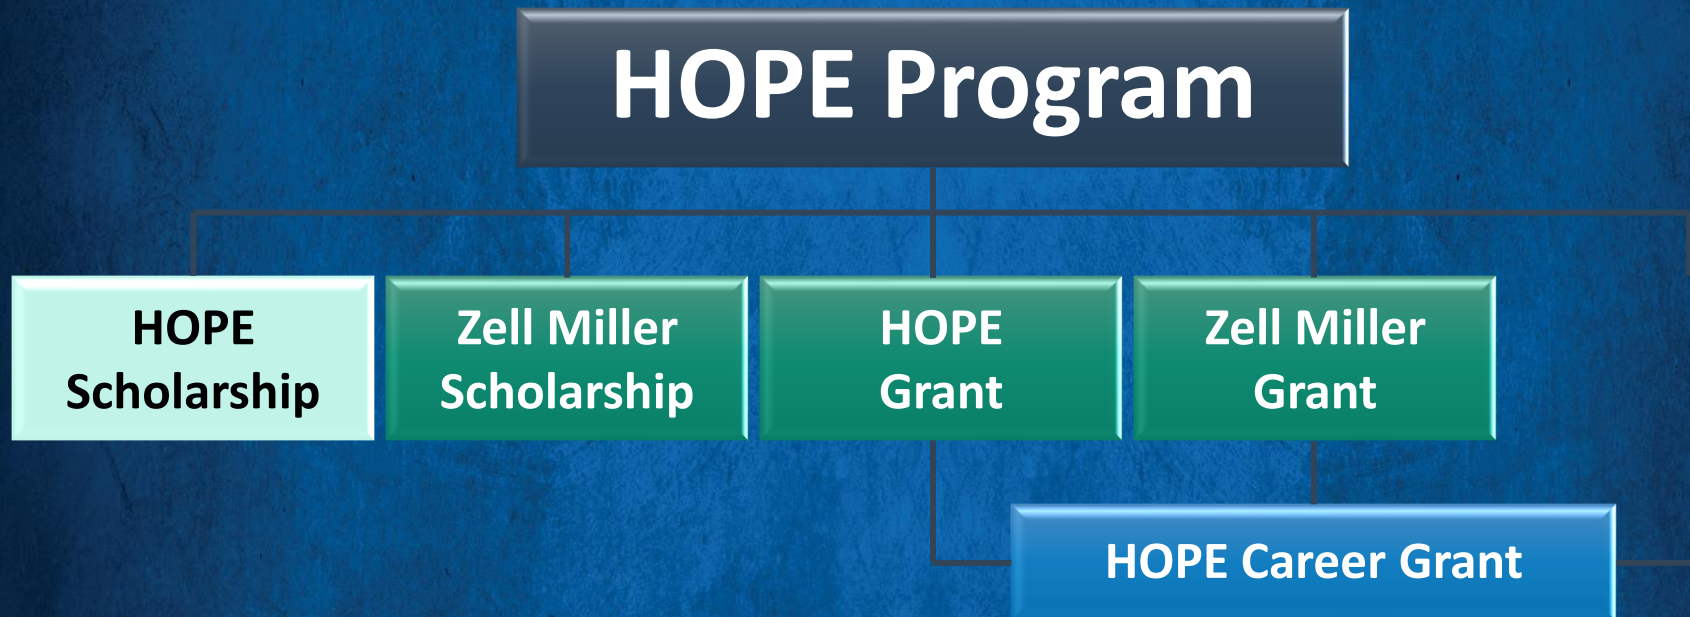 HOPE Program
HOPE
Scholarship
Zell Miller
Scholarship
HOPE
Grant
Zell Miller
Grant
HOPE Career Grant